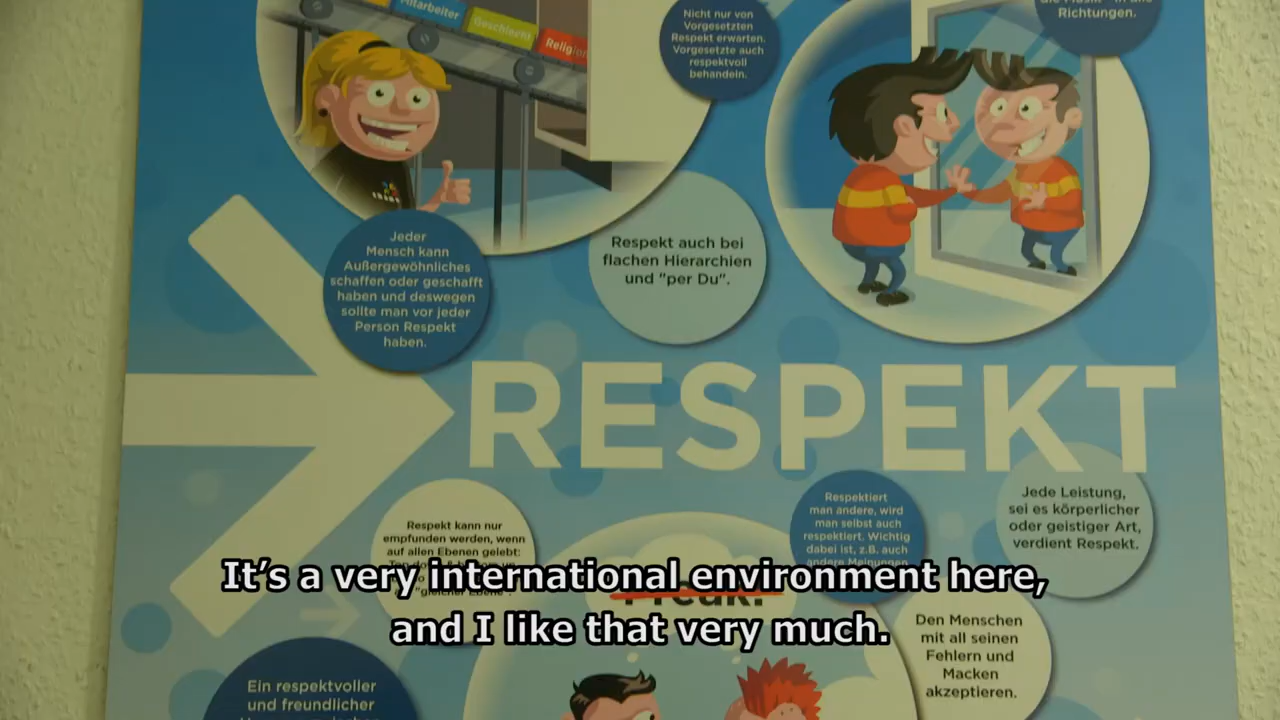 Mitarbeiter
Geschlecht
Religion
Nicht nur von
Vorgesetzten
Respekt erwarten.
Vorgesetzte auch
respektvoll
behandeln.
Richtungen.
Jeder
Mensch kann
Außergewöhnliches
schaffen oder geschafft
haben und deswegen
sollte man vor jeder
Person Respekt
haben.
Respekt auch bei
flachen Hierarchien
und "per Du".
RESPEKT
Respekt kann nur
empfunden werden, wenn
auf allen Ebenen gelebt:
Respektiert
man andere, wird
man selbst auch
respektiert. Wichtig
dabei ist, z.B. auch
andere Meinungen
Jede Leistung,
sei es körperlicher
oder geistiger Art,
verdient Respekt.
It's a very international environment here,
and I like that very much.
Den Menschen
mit all seinen
Fehlern und
Macken
akzeptieren.
Ein respektvoller
und freundlicher